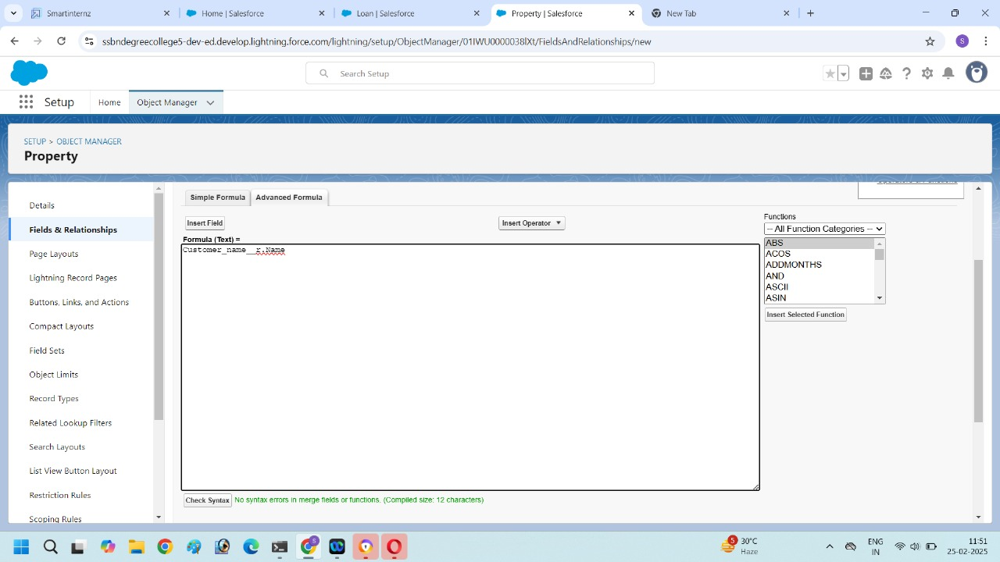 Smartinternz
Home | Salesforce
Loan | Salesforce
Property | Salesforce
New Tab
ssbndegreecollege5-dev-ed.develop.lightning.force.com/lightning/setup/ObjectManager/01IWU0000038lXt/FieldsAndRelationships/new
S
Search Setup
Setup
Home
Object Manager
SETUP > OBJECT MANAGER
Property
Details
Fields & Relationships
Page Layouts
Lightning Record Pages
Buttons, Links, and Actions
Compact Layouts
Field Sets
Object Limits
Record Types
Related Lookup Filters
Search Layouts
List View Button Layout
Restriction Rules
Scoping Rules
Simple Formula
Advanced Formula
Insert Field
Insert Operator
Formula (Text) =
Customer_name__r.Name
Functions
-- All Function Categories --
ABS
ACOS
ADDMONTHS
AND
ASCII
ASIN
Insert Selected Function
Check Syntax
No syntax errors in merge fields or functions. (Compiled size: 12 characters)
5
30°C
Haze
ENG
IN
11:51
25-02-2025